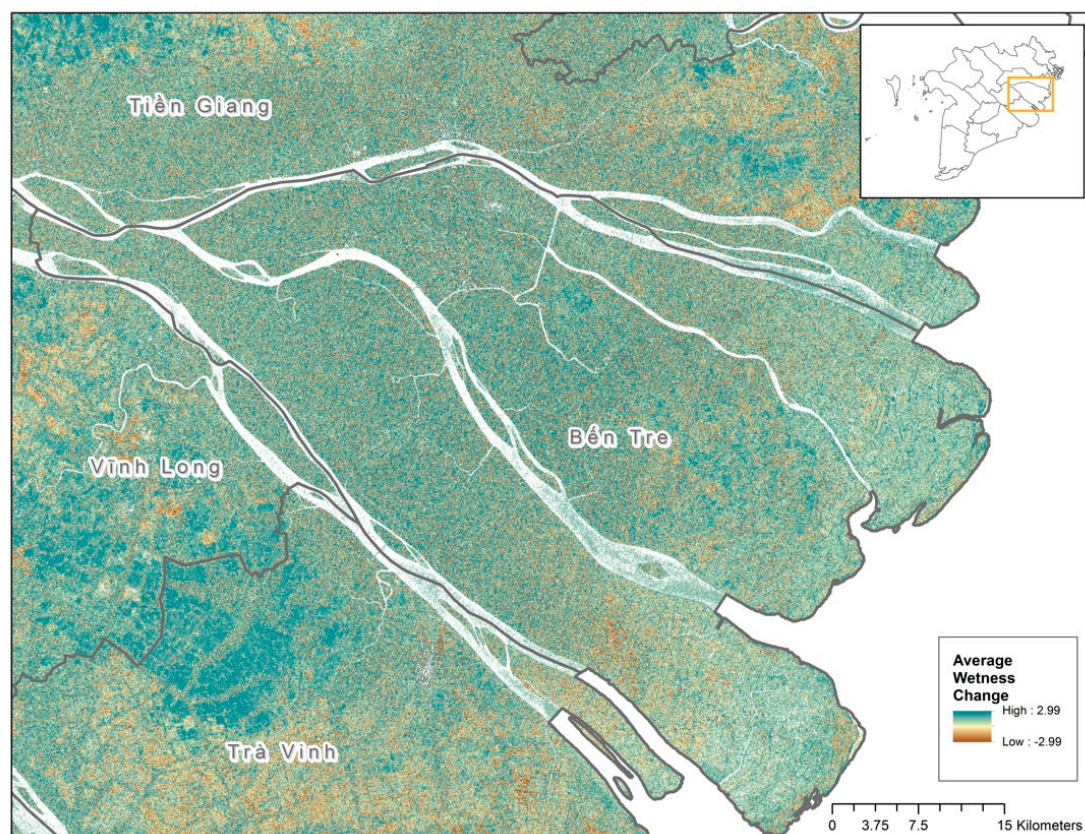 Tiền Giang
Bến Tre
Vĩnh Long
Trà Vinh
Average
Wetness
Change
High : 2.99
Low : -2.99
0 3.75 7.5 15 Kilometers